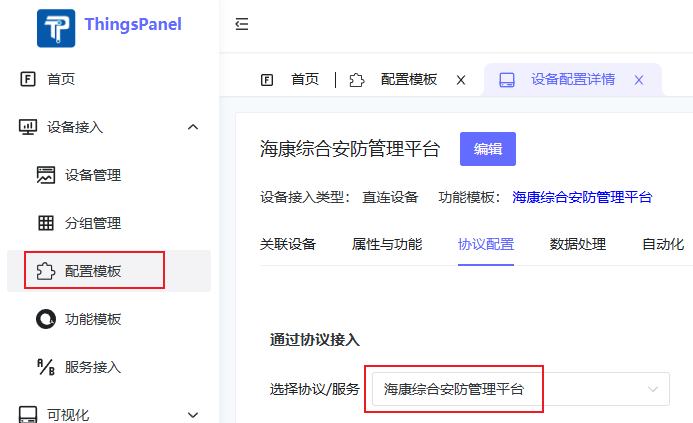 ThingsPanel
首页
设备接入
设备管理
分组管理
配置模板
功能模板
服务接入
可视化
首页 配置模板 设备配置详情
海康综合安防管理平台 编辑
设备接入类型： 直连设备 功能模板： 海康综合安防管理平台
关联设备 属性与功能 协议配置 数据处理 自动化
通过协议接入
选择协议/服务 海康综合安防管理平台